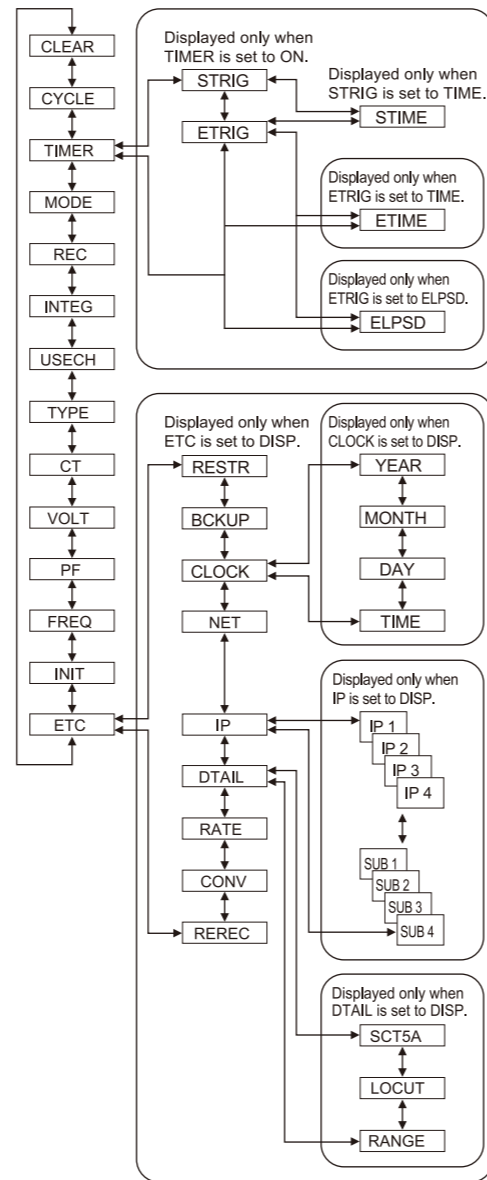 CLEAR
CYCLE
TIMER
MODE
REC
INTEG
USECH
TYPE
CT
VOLT
PF
FREQ
INIT
ETC
Displayed only when
TIMER is set to ON.
STRIG
ETRIG
Displayed only when
STRIG is set to TIME.
STIME
Displayed only when
ETRIG is set to TIME.
ETIME
Displayed only when
ETRIG is set to ELPSD.
ELPSD
Displayed only when
ETC is set to DISP.
RESTR
BCKUP
CLOCK
NET
IP
DTAIL
RATE
CONV
REREC
Displayed only when
CLOCK is set to DISP.
YEAR
MONTH
DAY
TIME
Displayed only when
IP is set to DISP.
IP 1
IP 2
IP 3
IP 4
SUB 1
SUB 2
SUB 3
SUB 4
Displayed only when
DTAIL is set to DISP.
SCT5A
LOCUT
RANGE